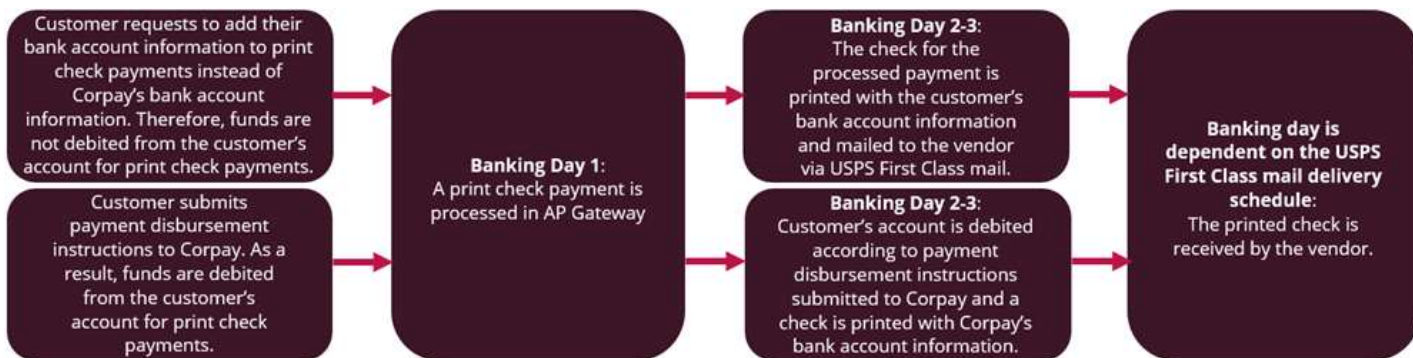 Customer requests to add their
bank account information to print
check payments instead of
Corpay's bank account
information. Therefore, funds are
not debited from the customer's
account for print check payments.
Customer submits
payment disbursement
instructions to Corpay. As a
result, funds are debited
from the customer's
account for print check
payments.
Banking Day 1:
A print check payment is
processed in AP Gateway
Banking Day 2-3:
The check for the
processed payment is
printed with the customer's
bank account information
and mailed to the vendor
via USPS First Class mail.
Banking Day 2-3:
Customer's account is debited
according to payment
disbursement instructions
submitted to Corpay and a
check is printed with Corpay's
bank account information.
Banking day is
dependent on the USPS
First Class mail delivery
schedule:
The printed check is
received by the vendor.